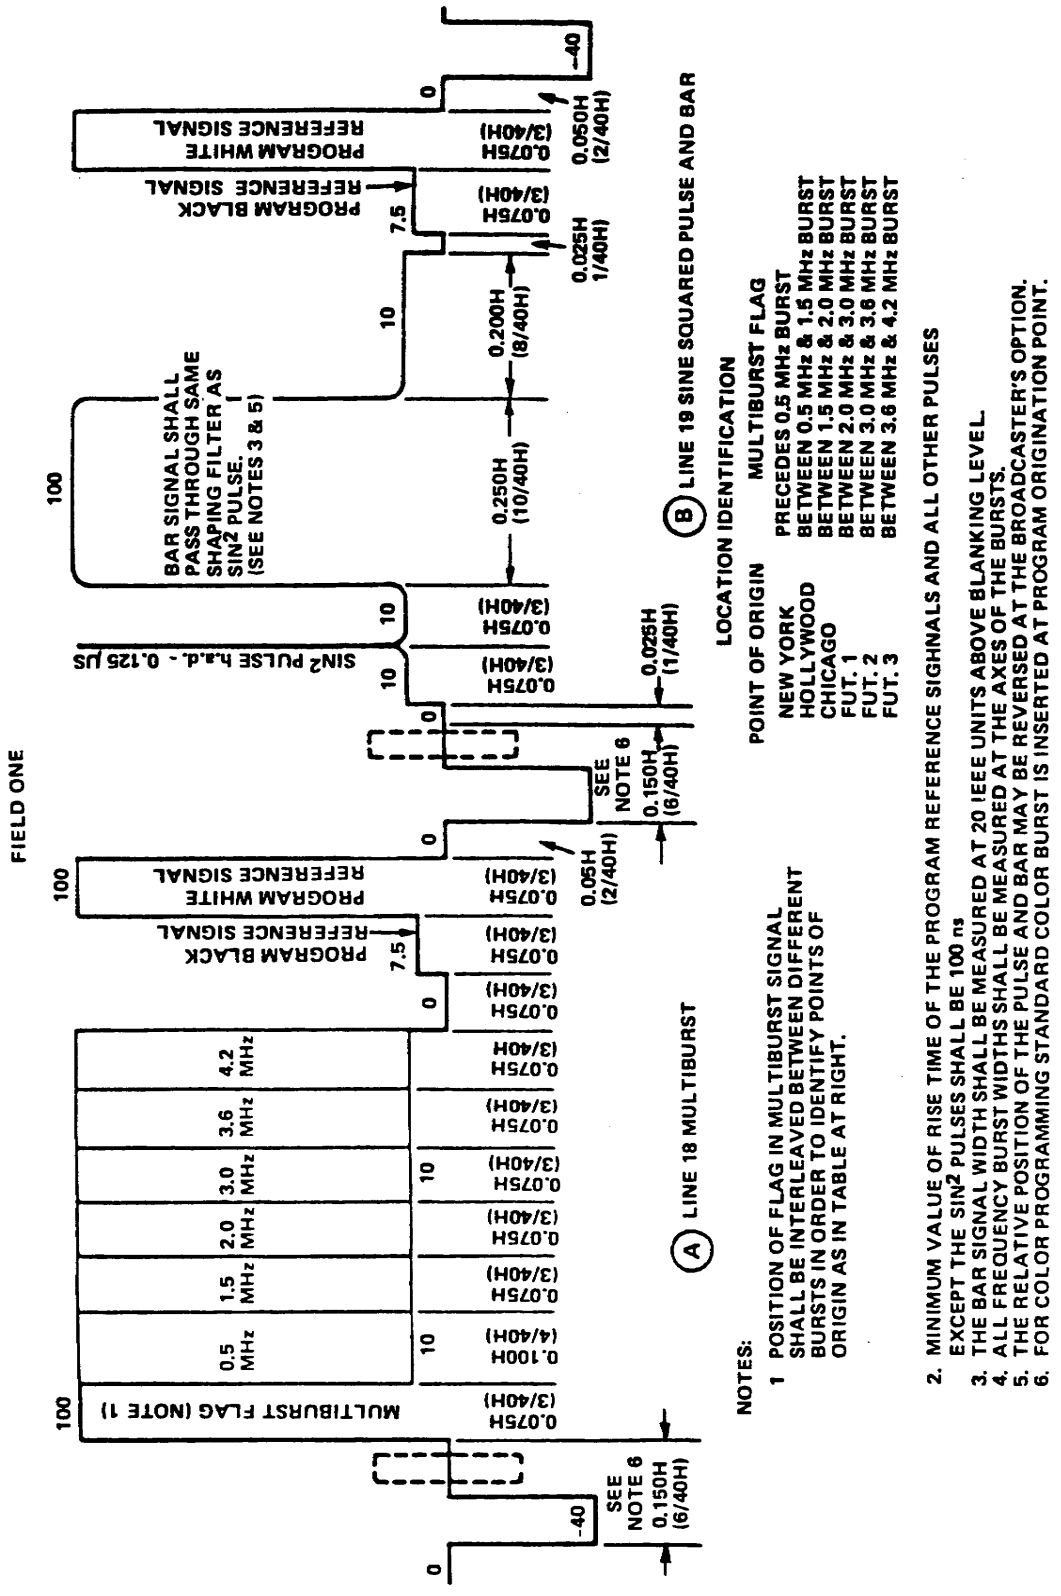 FIELD ONE
0
-40
SEE
NOTE 6
0.150H
(6/40H)
100
MULTIBURST FLAG (NOTE 1)
0.075H
(3/40H)
0.5
MHz
10
0.100H
(4/40H)
1.5
MHz
0.075H
(3/40H)
2.0
MHz
0.075H
(3/40H)
3.0
MHz
10
0.075H
(3/40H)
3.6
MHz
0.075H
(3/40H)
4.2
MHz
0.075H
(3/40H)
0
0.075H
(3/40H)
7.5
PROGRAM BLACK
REFERENCE SIGNAL
0.075H
(3/40H)
100
PROGRAM WHITE
REFERENCE SIGNAL
0.075H
(3/40H)
0
0.05H
(2/40H)
SEE
NOTE 6
0.150H
(6/40H)
0
0.025H
(1/40H)
10
0.075H
(3/40H)
SIN² PULSE h.a.d. - 0.125 µS
10
0.075H
(3/40H)
100
BAR SIGNAL SHALL
PASS THROUGH SAME
SHAPING FILTER AS
SIN² PULSE.
(SEE NOTES 3 & 5)
0.250H
(10/40H)
10
0.200H
(8/40H)
0.025H
1/40H)
7.5
PROGRAM BLACK
REFERENCE SIGNAL
0.075H
(3/40H)
PROGRAM WHITE
REFERENCE SIGNAL
0.075H
(3/40H)
0
0.050H
(2/40H)
-40
A LINE 18 MULTIBURST
B LINE 19 SINE SQUARED PULSE AND BAR
NOTES:
1 POSITION OF FLAG IN MULTIBURST SIGNAL
SHALL BE INTERLEAVED BETWEEN DIFFERENT
BURSTS IN ORDER TO IDENTIFY POINTS OF
ORIGIN AS IN TABLE AT RIGHT.
LOCATION IDENTIFICATION
POINT OF ORIGIN MULTIBURST FLAG
NEW YORK PRECEDES 0.5 MHz BURST
HOLLYWOOD BETWEEN 0.5 MHz & 1.5 MHz BURST
CHICAGO BETWEEN 1.5 MHz & 2.0 MHz BURST
FUT. 1 BETWEEN 2.0 MHz & 3.0 MHz BURST
FUT. 2 BETWEEN 3.0 MHz & 3.6 MHz BURST
FUT. 3 BETWEEN 3.6 MHz & 4.2 MHz BURST
2. MINIMUM VALUE OF RISE TIME OF THE PROGRAM REFERENCE SIGHNALS AND ALL OTHER PULSES
EXCEPT THE SIN² PULSES SHALL BE 100 ns
3. THE BAR SIGNAL WIDTH SHALL BE MEASURED AT 20 IEEE UNITS ABOVE BLANKING LEVEL.
4. ALL FREQUENCY BURST WIDTHS SHALL BE MEASURED AT THE AXES OF THE BURSTS.
5. THE RELATIVE POSITION OF THE PULSE AND BAR MAY BE REVERSED AT THE BROADCASTER'S OPTION.
6. FOR COLOR PROGRAMMING STANDARD COLOR BURST IS INSERTED AT PROGRAM ORIGINATION POINT.